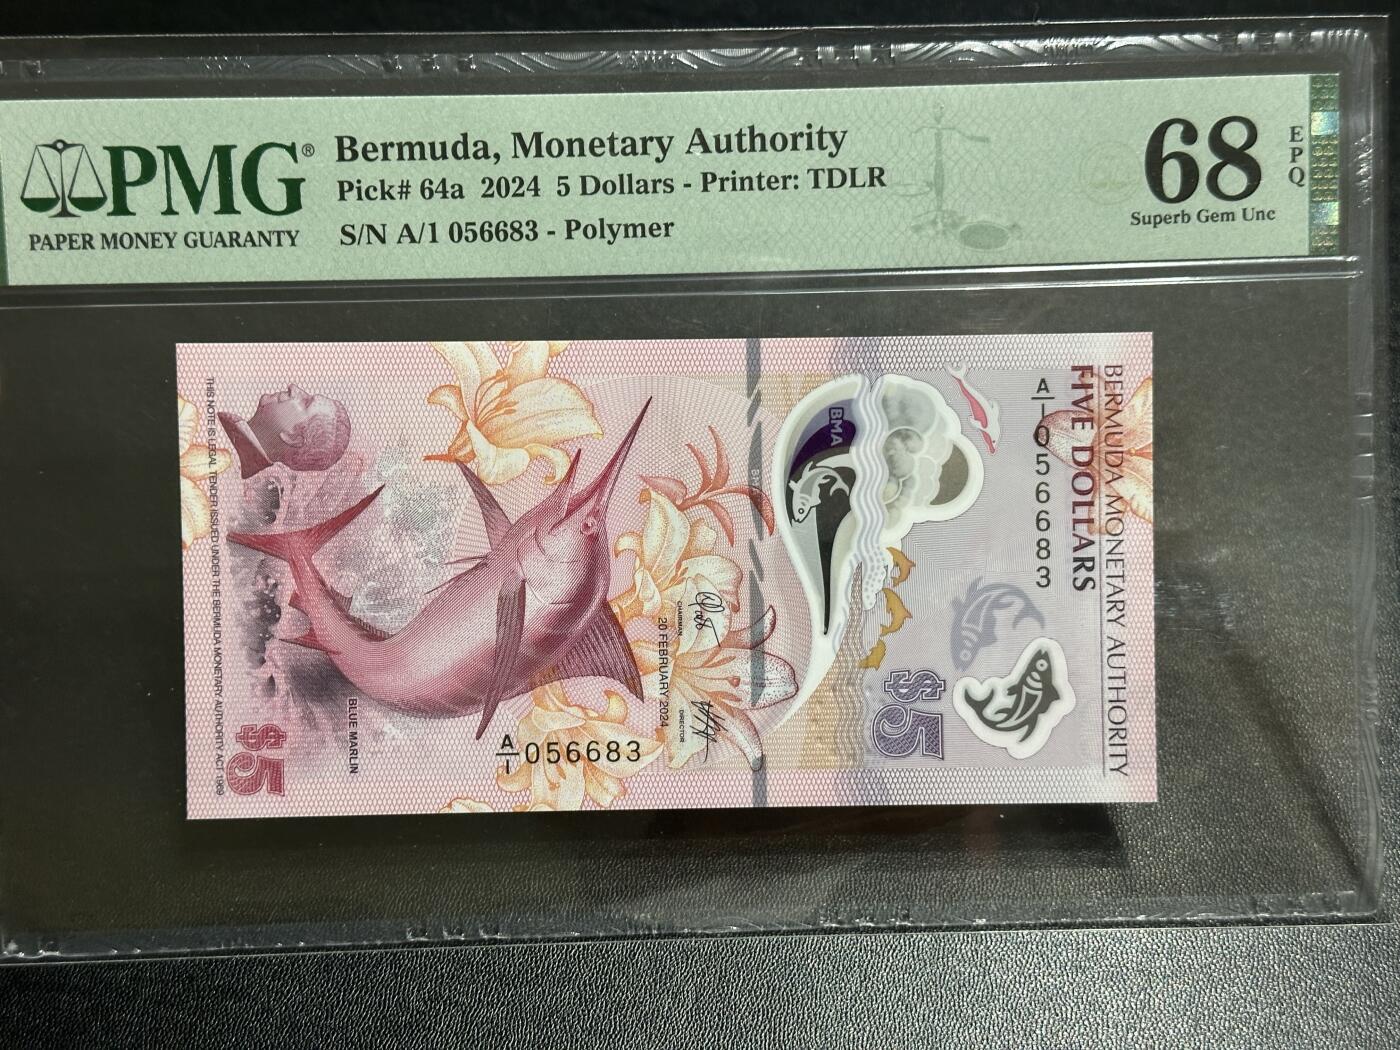 PMG®
PAPER MONEY GUARANTY
Bermuda, Monetary Authority
Pick# 64a 2024 5 Dollars - Printer: TDLR
S/N A/1 056683 - Polymer
68
EPQ
Superb Gem Unc
BERMUDA MONETARY AUTHORITY
FIVE DOLLARS
A/1 056683
$5
BMA
CHAIRMAN
DIRECTOR
20 FEBRUARY 2024
A/1 056683
BLUE MARLIN
$5
THIS NOTE IS LEGAL TENDER ISSUED UNDER THE BERMUDA MONETARY AUTHORITY ACT 1969